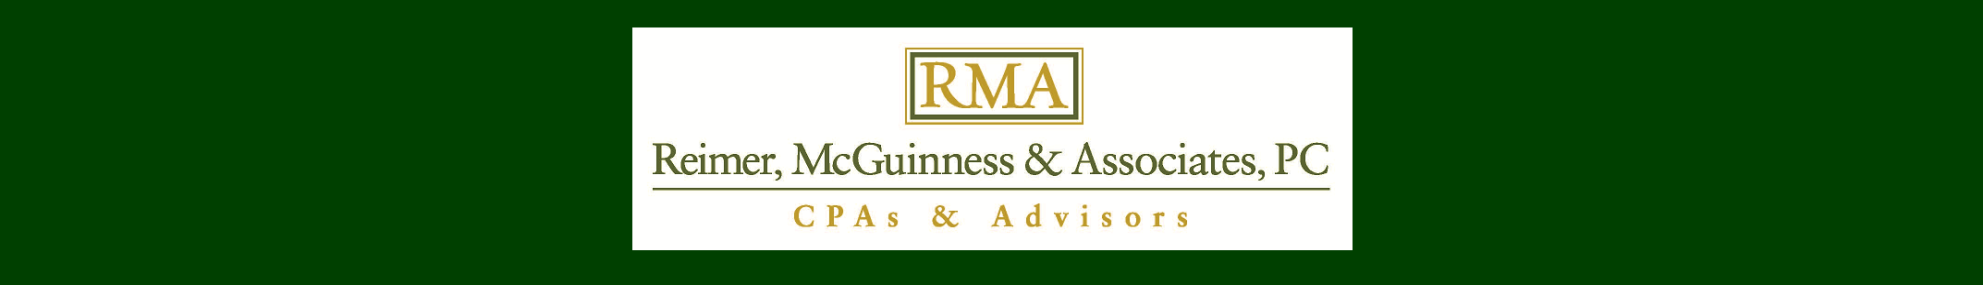 RMA
Reimer, McGuinness & Associates, PC
CPAs & Advisors